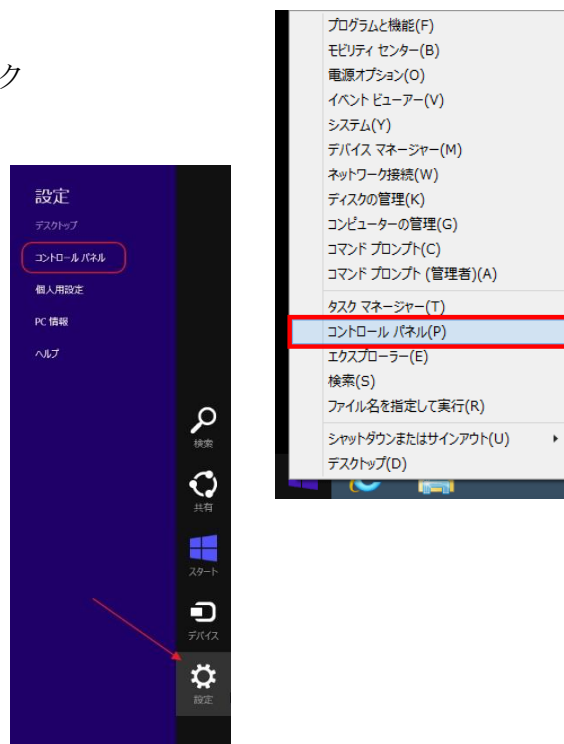 ク
設定
デスクトップ
コントロール パネル
個人用設定
PC 情報
ヘルプ
検索
共有
スタート
デバイス
設定
プログラムと機能(F)
モビリティ センター(B)
電源オプション(O)
イベント ビューアー(V)
システム(Y)
デバイス マネージャー(M)
ネットワーク接続(W)
ディスクの管理(K)
コンピューターの管理(G)
コマンド プロンプト(C)
コマンド プロンプト (管理者)(A)
タスク マネージャー(T)
コントロール パネル(P)
エクスプローラー(E)
検索(S)
ファイル名を指定して実行(R)
シャットダウンまたはサインアウト(U)
デスクトップ(D)